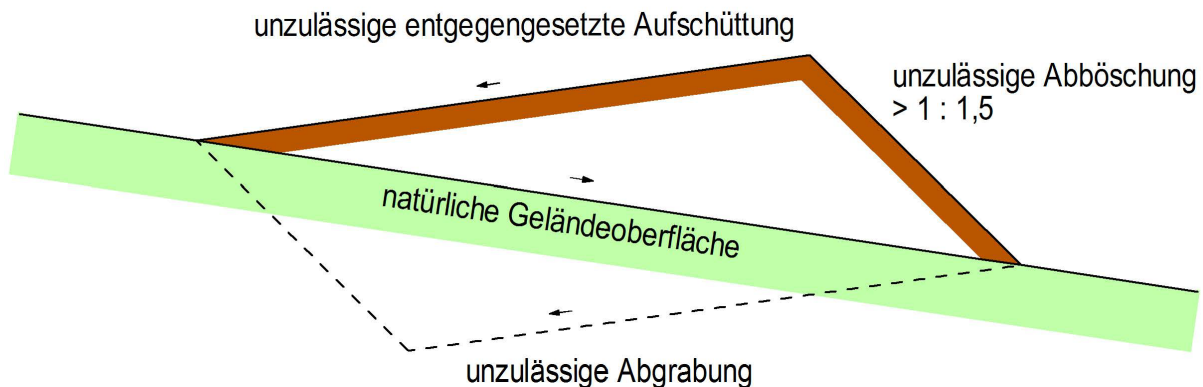 unzulässige entgegengesetzte Aufschüttung
unzulässige Abböschung
> 1 : 1,5
natürliche Geländeoberfläche
unzulässige Abgrabung